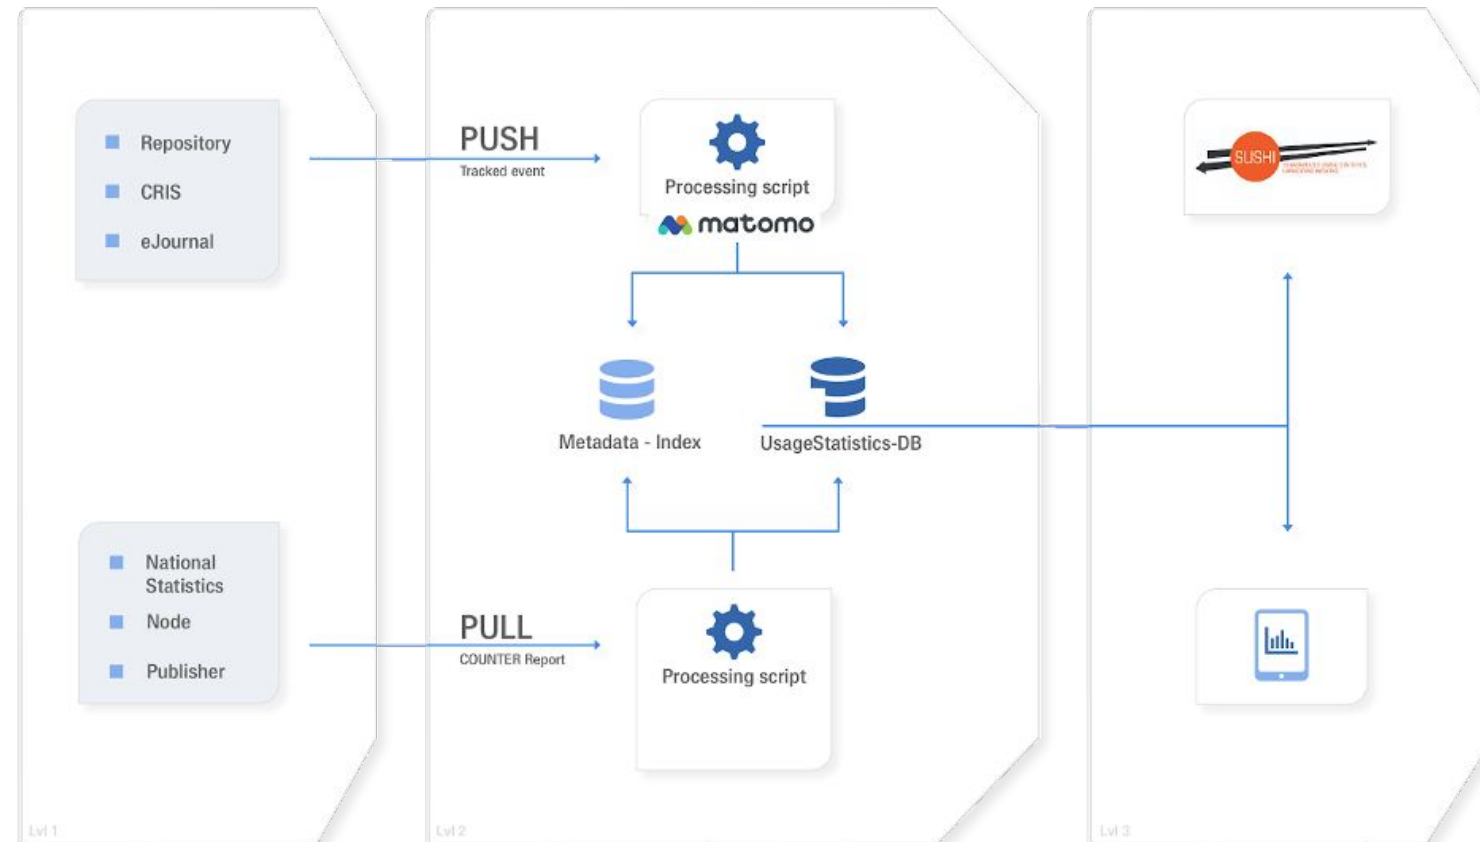 Repository
CRIS
eJournal
PUSH
Tracked event
Processing script
matomo
SUSHI
Metadata - Index
UsageStatistics-DB
National
Statistics
Node
Publisher
PULL
COUNTER Report
Processing script
Lvl 1
Lvl 2
Lvl 3